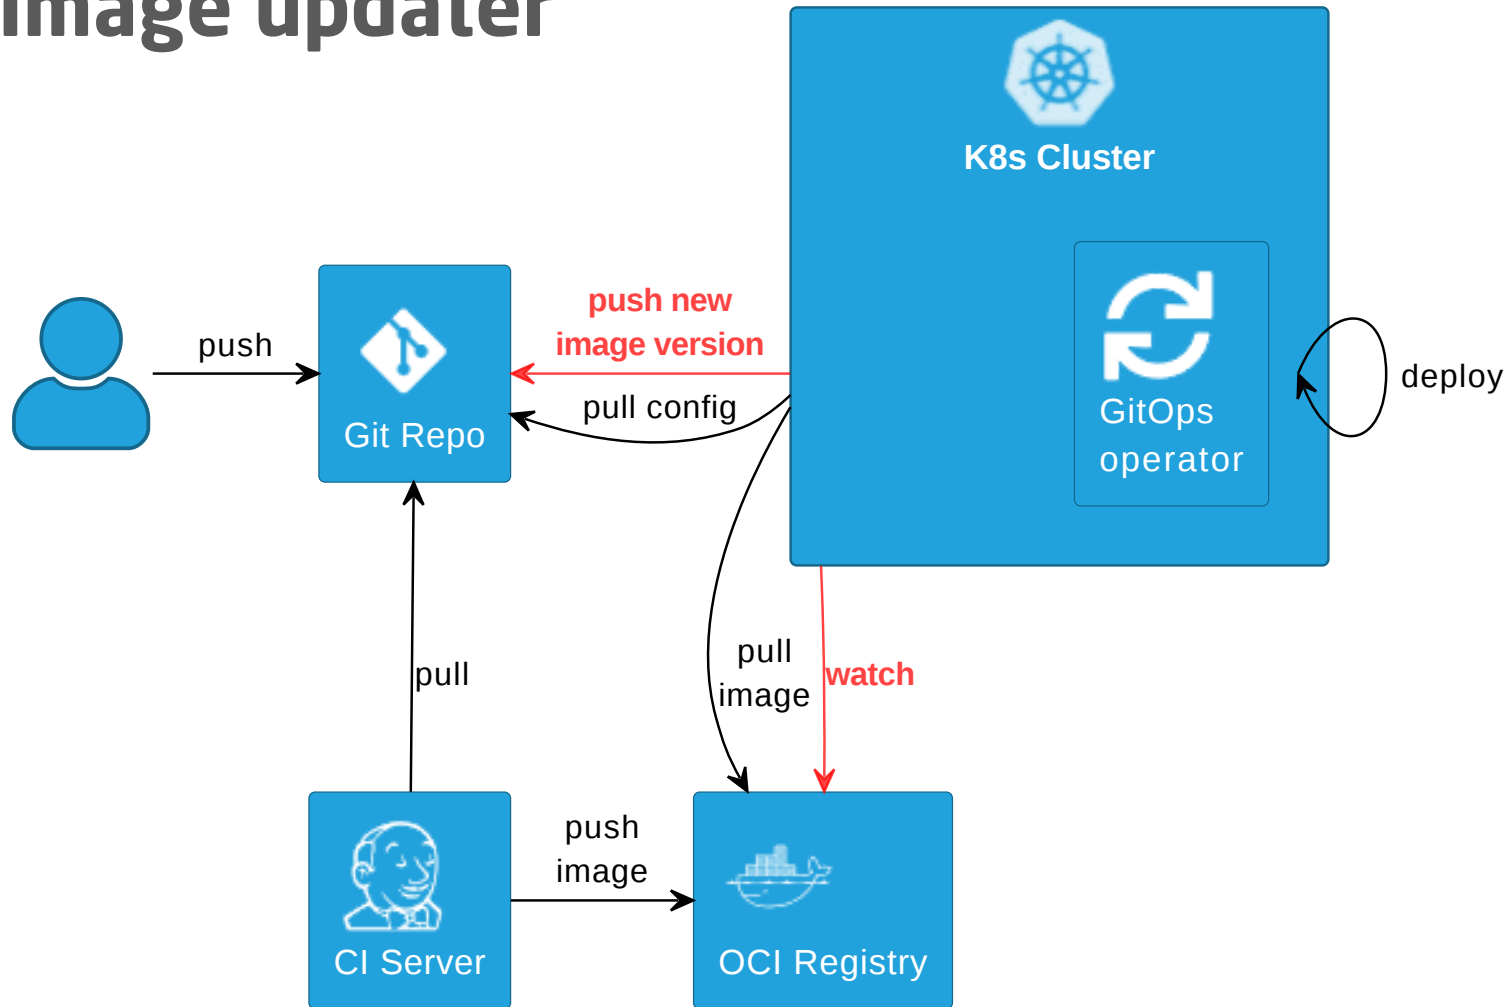 Image updater
K8s Cluster
push new
image version
push
pull config
Git Repo
GitOps
operator
deploy
pull
image
watch
pull
push
image
CI Server
OCI Registry